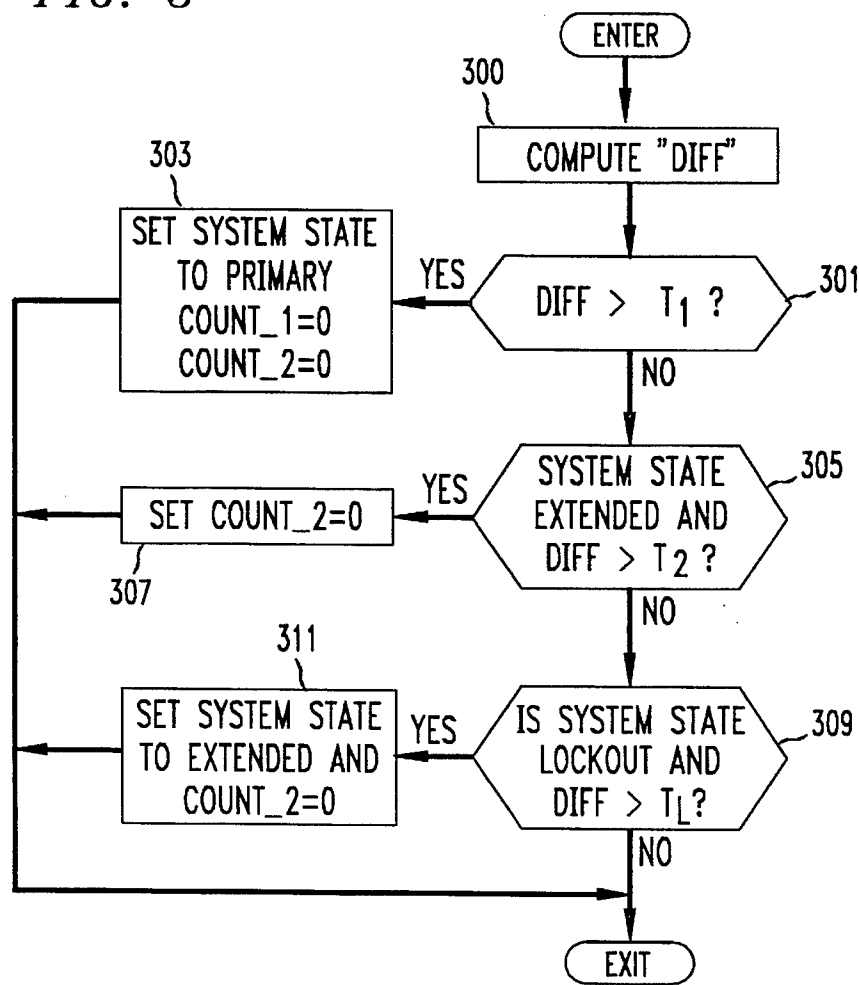 ENTER
300
COMPUTE "DIFF"
303
SET SYSTEM STATE
TO PRIMARY
COUNT_1=0
COUNT_2=0
YES
DIFF > T1 ?
301
NO
SYSTEM STATE
EXTENDED AND
DIFF > T2 ?
305
YES
SET COUNT_2=0
307
NO
311
SET SYSTEM STATE
TO EXTENDED AND
COUNT_2=0
YES
IS SYSTEM STATE
LOCKOUT AND
DIFF > TL?
309
NO
EXIT